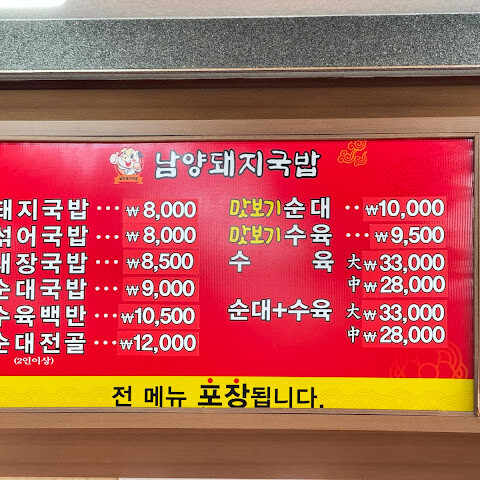 남양돼지국밥
돼지국밥 ··· ₩8,000
섞어국밥 ··· ₩8,000
내장국밥 ·· ₩8,500
순대국밥 ·· ₩9,000
수육백반 ·· ₩10,500
순대전골 ·· ₩12,000
(2인이상)
맛보기순대 ·· ₩10,000
맛보기수육 ·· ₩9,500
수 육 大 ₩33,000
中 ₩28,000
순대+수육 大 ₩33,000
中 ₩28,000
전 메뉴 포장됩니다.